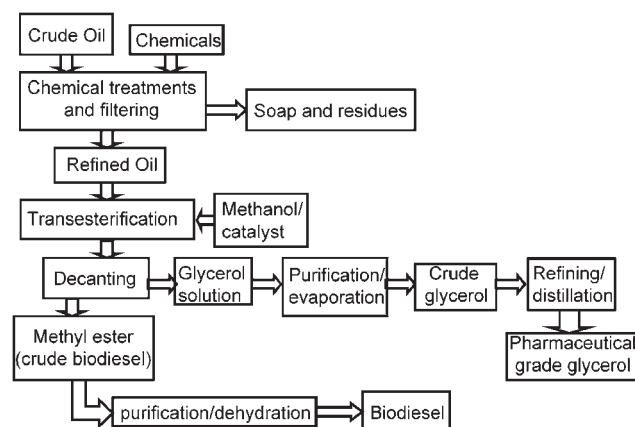 Crude Oil
Chemicals
Chemical treatments
and filtering
Soap and residues
Refined Oil
Transesterification
Methanol/
catalyst
Decanting
Glycerol
solution
Purification/
evaporation
Crude
glycerol
Refining/
distillation
Methyl ester
(crude biodiesel)
Pharmaceutical
grade glycerol
purification/dehydration
Biodiesel